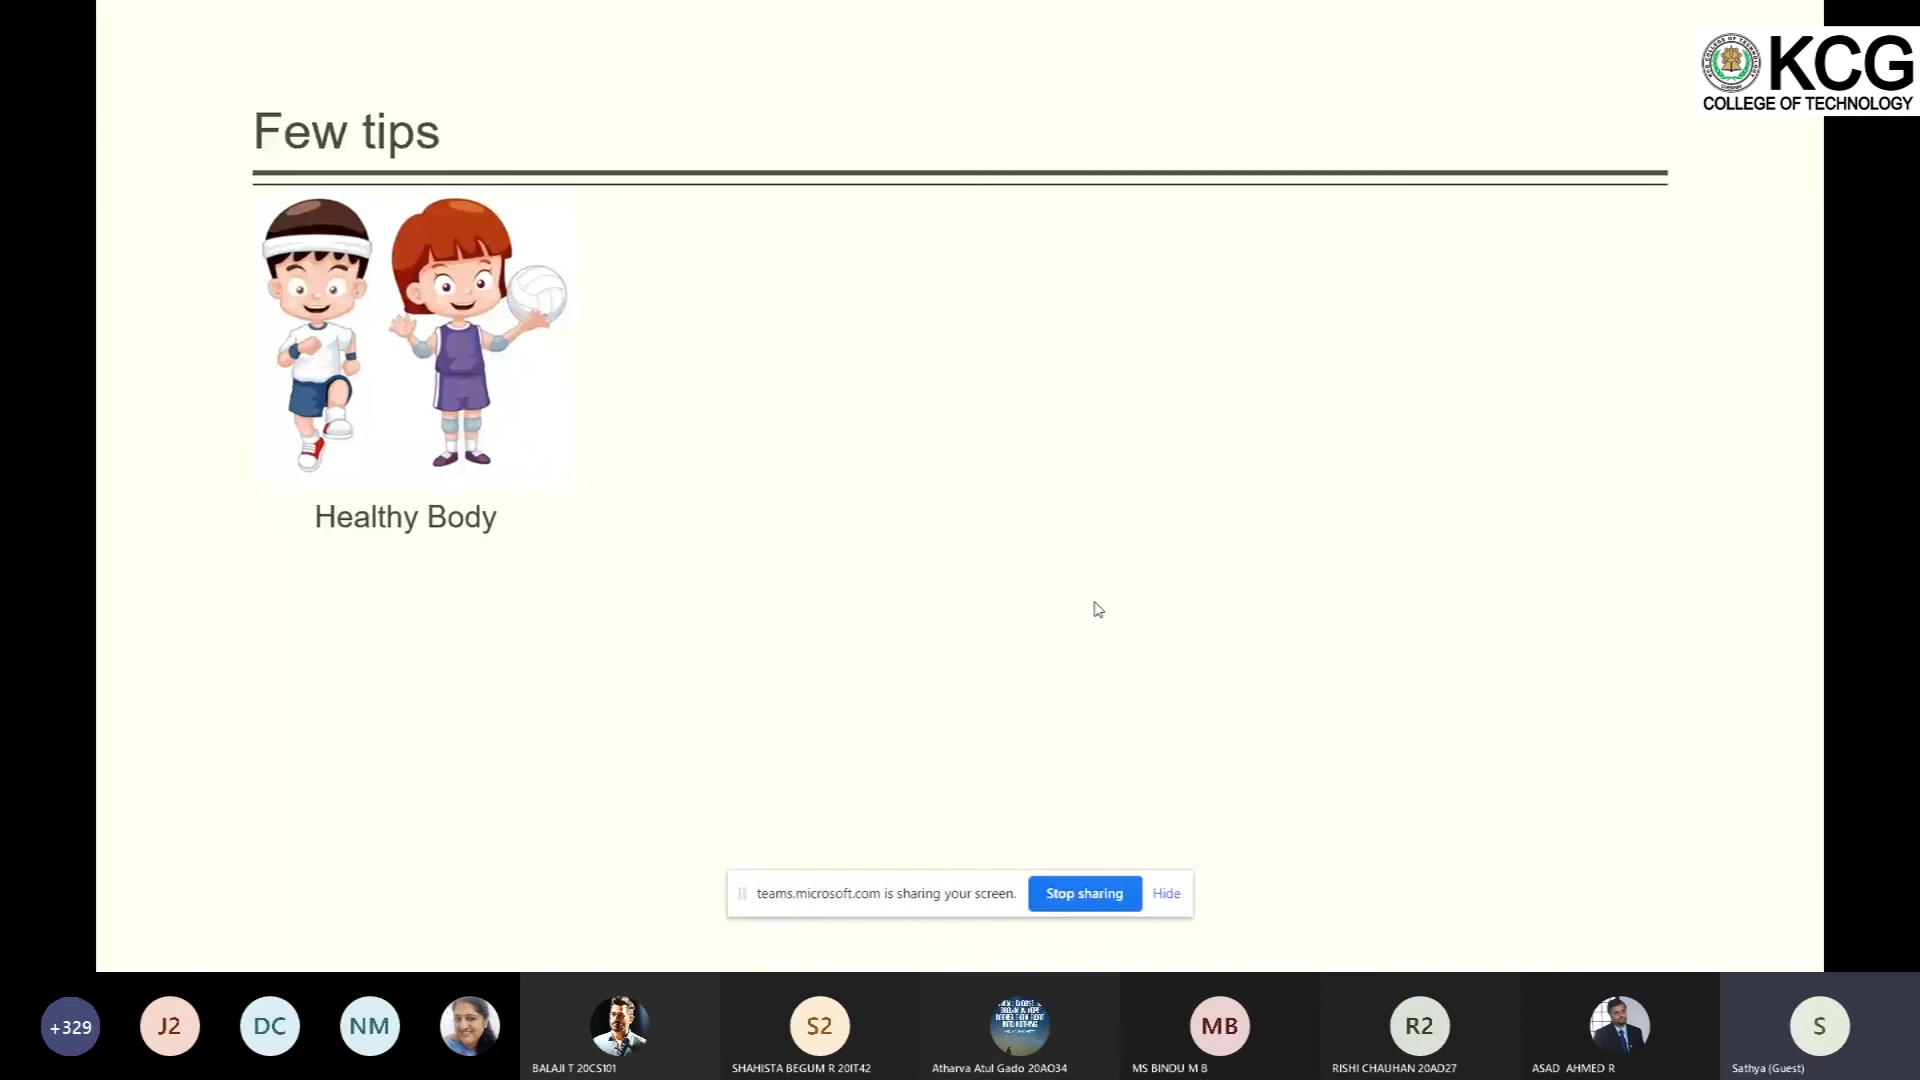 KCG
COLLEGE OF TECHNOLOGY
Few tips
Healthy Body
teams.microsoft.com is sharing your screen.
Stop sharing
Hide
+329
J2
DC
NM
BALAJI T 20CS101
S2
SHAHISTA BEGUM R 20IT42
Atharva Atul Gado 20AO34
MB
MS BINDU M B
R2
RISHI CHAUHAN 20AD27
ASAD AHMED R
S
Sathya (Guest)